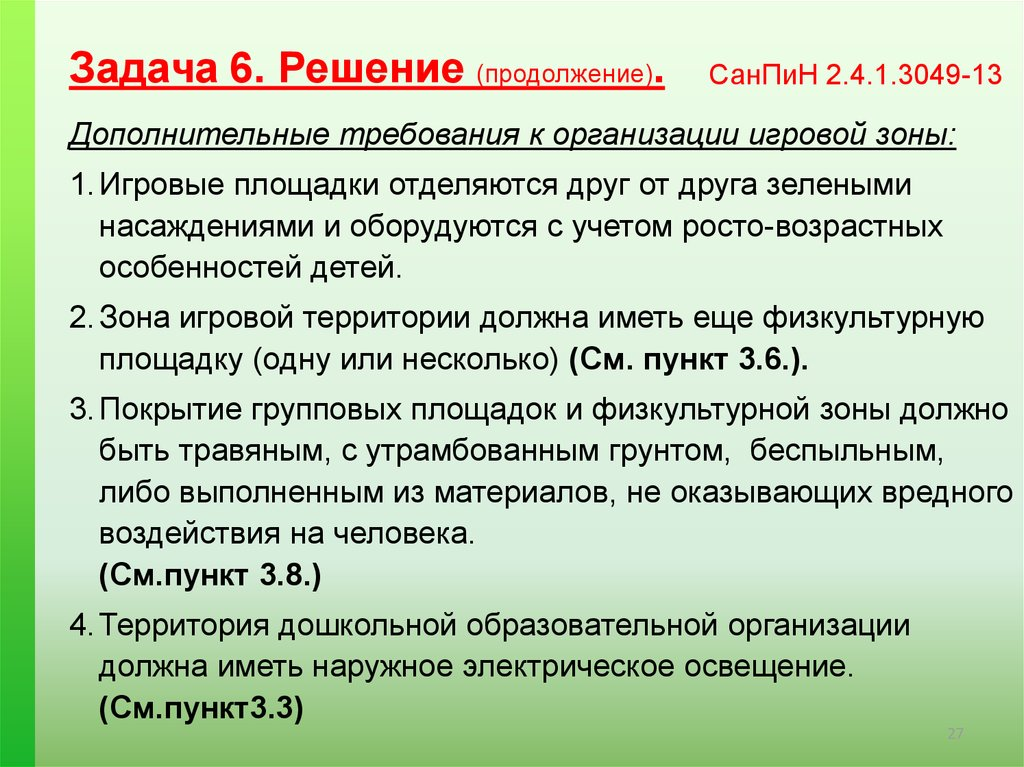 Задача 6. Решение (продолжение). СанПиН 2.4.1.3049-13
Дополнительные требования к организации игровой зоны:
1. Игровые площадки отделяются друг от друга зелеными
насаждениями и оборудуются с учетом росто-возрастных
особенностей детей.
2. Зона игровой территории должна иметь еще физкультурную
площадку (одну или несколько) (См. пункт 3.6.).
3. Покрытие групповых площадок и физкультурной зоны должно
быть травяным, с утрамбованным грунтом, беспыльным,
либо выполненным из материалов, не оказывающих вредного
воздействия на человека.
(См.пункт 3.8.)
4. Территория дошкольной образовательной организации
должна иметь наружное электрическое освещение.
(См.пункт3.3)
27